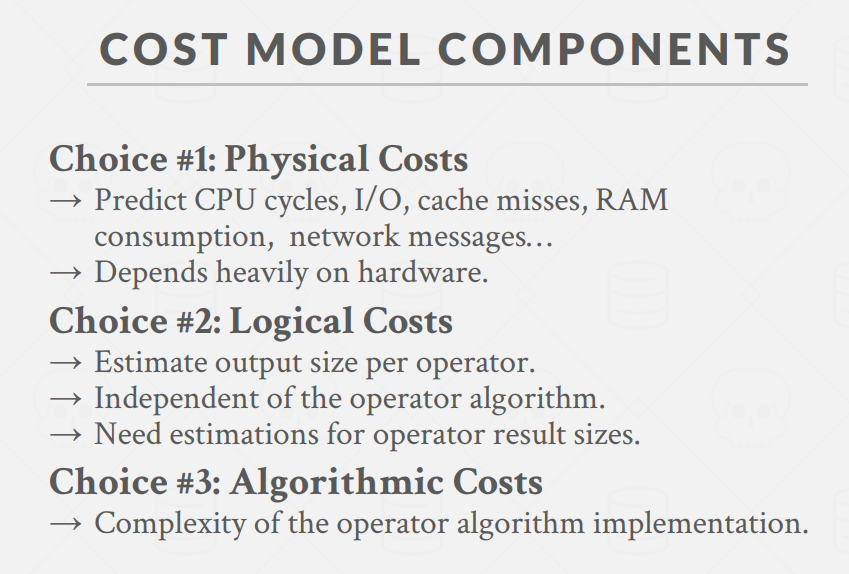 COST MODEL COMPONENTS
Choice #1: Physical Costs
→ Predict CPU cycles, I/O, cache misses, RAM
consumption,  network messages…
→ Depends heavily on hardware.
Choice #2: Logical Costs
→ Estimate output size per operator.
→ Independent of the operator algorithm.
→ Need estimations for operator result sizes.
Choice #3: Algorithmic Costs
→ Complexity of the operator algorithm implementation.